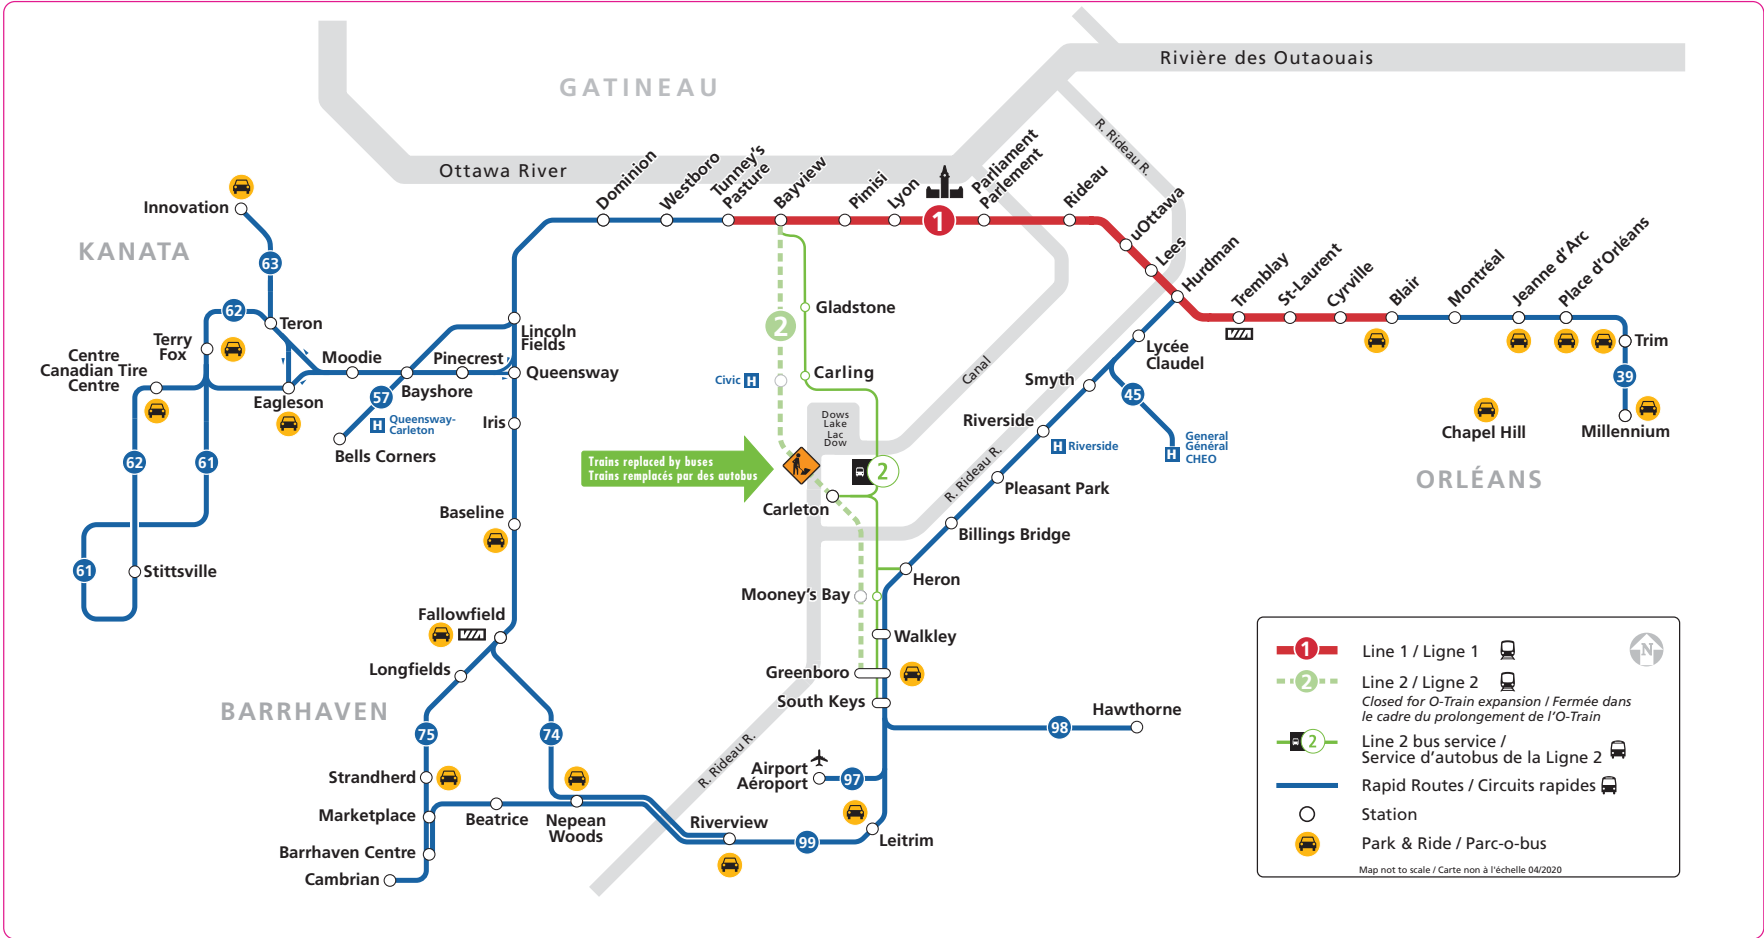 GATINEAU
Rivière des Outaouais
Ottawa River
R. Rideau R.
Innovation
KANATA
63
62
Teron
Terry
Fox
Centre
Canadian Tire
Centre
Moodie
Eagleson
57
Bayshore
Pinecrest
Lincoln
Fields
Queensway
H Queensway-
Carleton
Bells Corners
Iris
62
61
61
Stittsville
Baseline
Dominion
Westboro
Tunney's
Pasture
Bayview
Pimisi
Lyon
1
Parliament
Parlement
Rideau
uOttawa
Lees
Hurdman
Tremblay
VIA
St-Laurent
Cyrville
Blair
Montréal
Jeanne d'Arc
Place d'Orléans
Trim
39
Millennium
Chapel Hill
ORLÉANS
2
Gladstone
Carling
Civic H
Dows
Lake
Lac
Dow
Canal
Trains replaced by buses
Trains remplacés par des autobus
2
Carleton
Lycée
Claudel
Smyth
45
General
Général
H CHEO
Riverside
H Riverside
R. Rideau R.
Pleasant Park
Billings Bridge
Heron
Mooney's Bay
Walkley
Greenboro
South Keys
Hawthorne
98
Airport
Aéroport
97
Leitrim
99
Riverview
R. Rideau R.
Fallowfield
VIA
Longfields
BARRHAVEN
75
74
Strandherd
Marketplace
Beatrice
Nepean
Woods
Barrhaven Centre
Cambrian
1 Line 1 / Ligne 1
N
2 Line 2 / Ligne 2
Closed for O-Train expansion / Fermée dans
le cadre du prolongement de l'O-Train
2 Line 2 bus service /
Service d'autobus de la Ligne 2
Rapid Routes / Circuits rapides
Station
Park & Ride / Parc-o-bus
Map not to scale / Carte non à l'échelle 04/2020